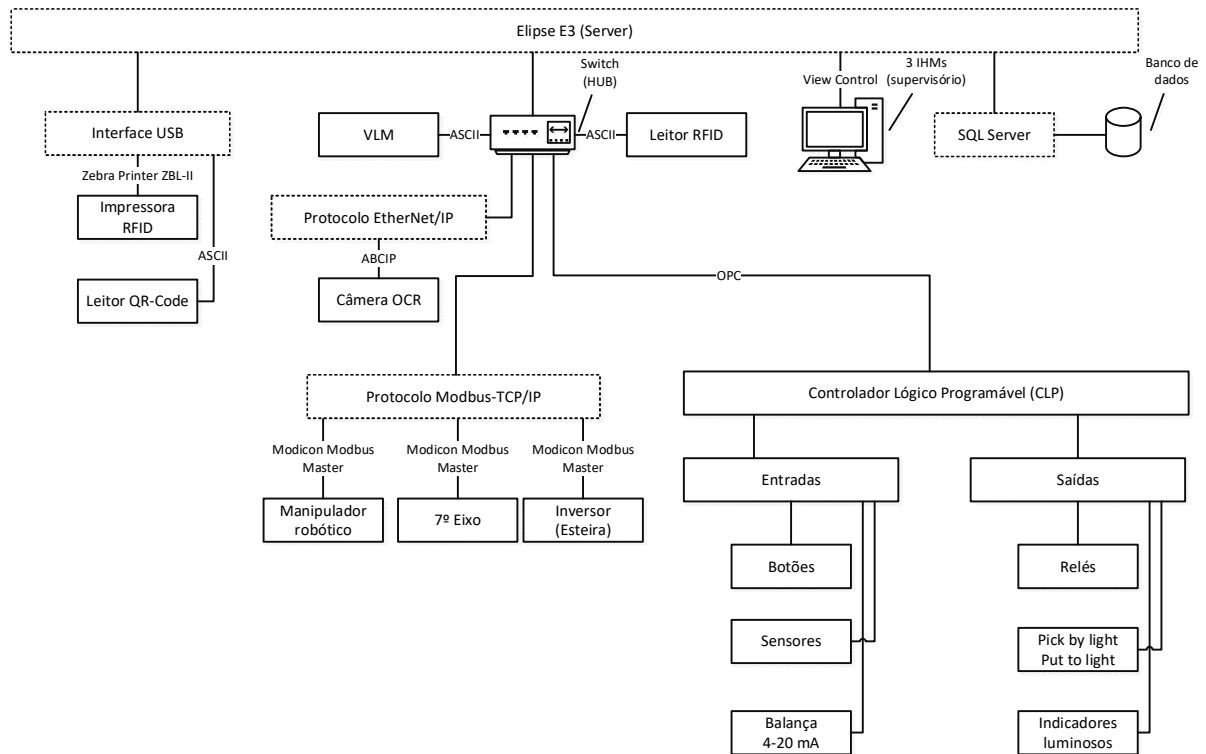 Elipse E3 (Server)
Switch
(HUB)
View Control
3 IHMs
(supervisório)
Banco de
dados
Interface USB
VLM
ASCII
ASCII
Leitor RFID
SQL Server
Zebra Printer ZBL-II
Impressora
RFID
Protocolo EtherNet/IP
ASCII
ABCIP
Leitor QR-Code
Câmera OCR
OPC
Protocolo Modbus-TCP/IP
Controlador Lógico Programável (CLP)
Modicon Modbus
Master
Modicon Modbus
Master
Modicon Modbus
Master
Entradas
Saídas
Manipulador
robótico
7º Eixo
Inversor
(Esteira)
Botões
Relés
Sensores
Pick by light
Put to light
Balança
4-20 mA
Indicadores
luminosos